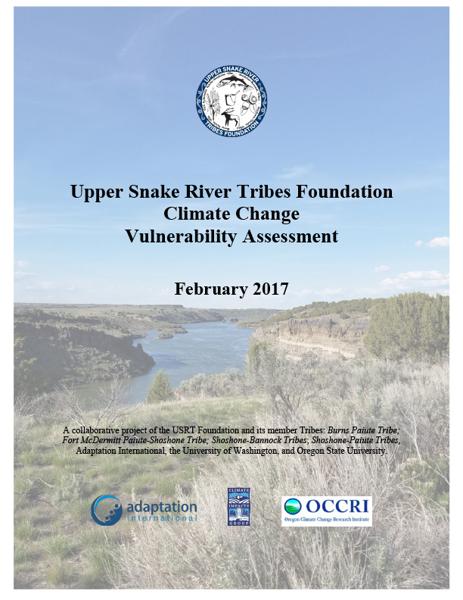 UPPER SNAKE RIVER
TRIBES FOUNDATION
Upper Snake River Tribes Foundation
Climate Change
Vulnerability Assessment
February 2017
A collaborative project of the USRT Foundation and its member Tribes: Burns Paiute Tribe;
Fort McDermitt Paiute-Shoshone Tribe; Shoshone-Bannock Tribes; Shoshone-Paiute Tribes,
Adaptation International, the University of Washington, and Oregon State University.
adaptation
international
CLIMATE
IMPACTS
GROUP
OCCRI
Oregon Climate Change Research Institute